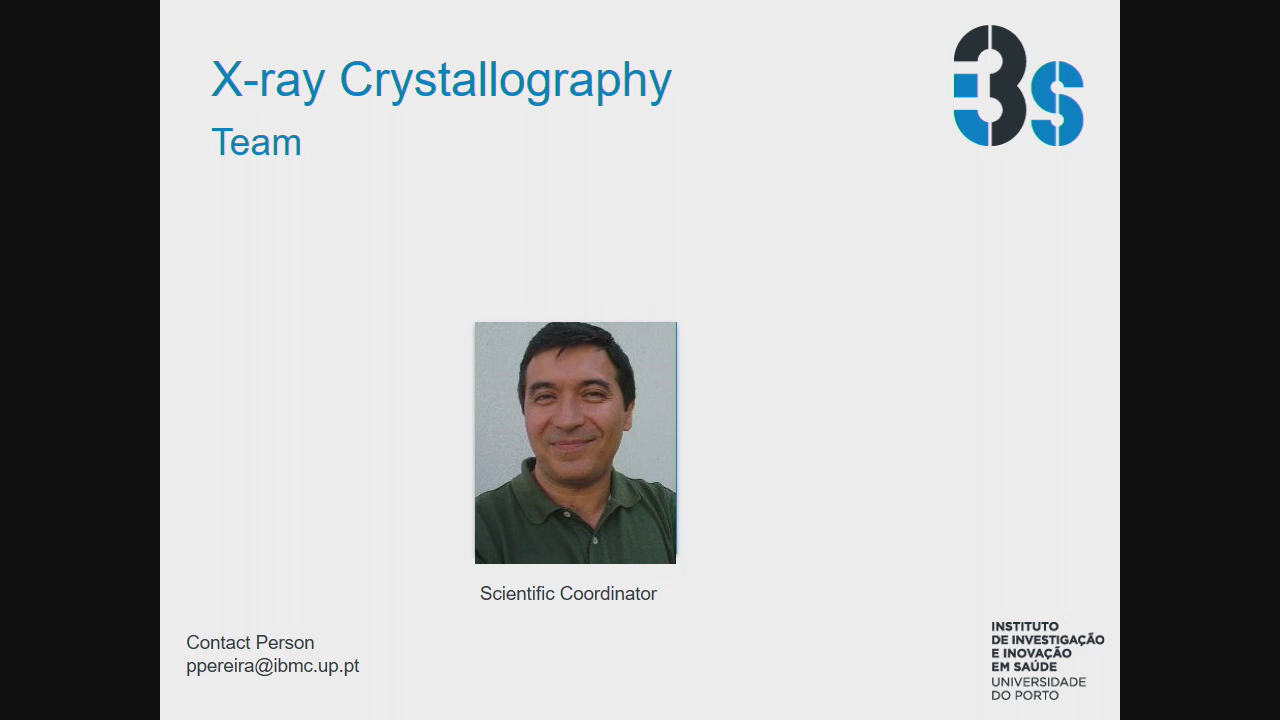 X-ray Crystallography
Team
i3s
Scientific Coordinator
Contact Person
ppereira@ibmc.up.pt
INSTITUTO
DE INVESTIGAÇÃO
E INOVAÇÃO
EM SAÚDE
UNIVERSIDADE
DO PORTO